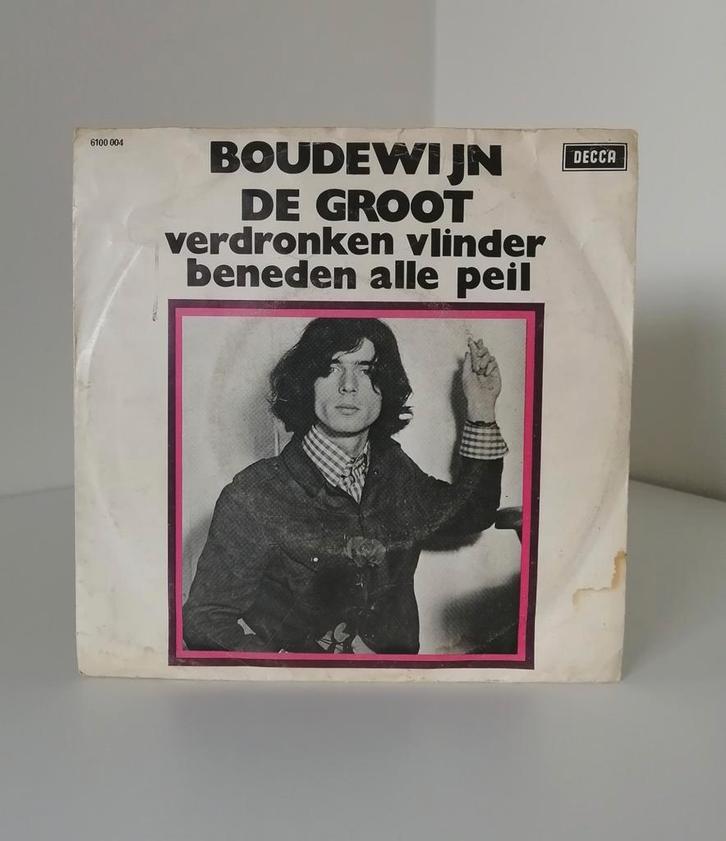 6100 004
DECCA
BOUDEWIJN
DE GROOT
verdronken vlinder
beneden alle peil